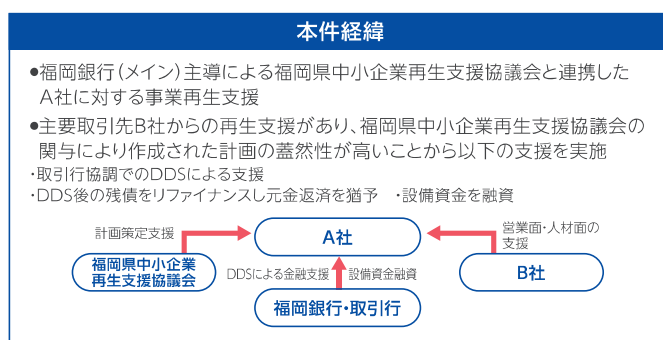 本件経緯
●福岡銀行(メイン)主導による福岡県中小企業再生支援協議会と連携した
A社に対する事業再生支援
●主要取引先B社からの再生支援があり、福岡県中小企業再生支援協議会の
関与により作成された計画の蓋然性が高いことから以下の支援を実施
・取引行協調でのDDSによる支援
・DDS後の残債をリファイナンスし元金返済を猶予 ・設備資金を融資
計画策定支援
A社
営業面・人材面の
支援
福岡県中小企業
再生支援協議会
DDSによる金融支援
設備資金融資
B社
福岡銀行・取引行